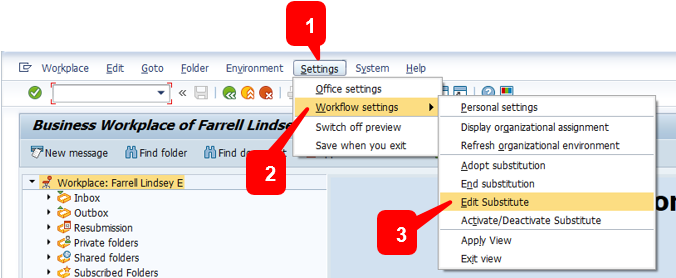 1
Workplace Edit Goto Folder Environment Settings System Help
Office settings
Workflow settings
Switch off preview
Save when you exit
2
Personal settings
Display organizational assignment
Refresh organizational environment
Adopt substitution
End substitution
Edit Substitute
Activate/Deactivate Substitute
Apply View
Exit view
3
Business Workplace of Farrell Lindse
New message Find folder Find do
Workplace: Farrell Lindsey E
Inbox
Outbox
Resubmission
Private folders
Shared folders
Subscribed Folders